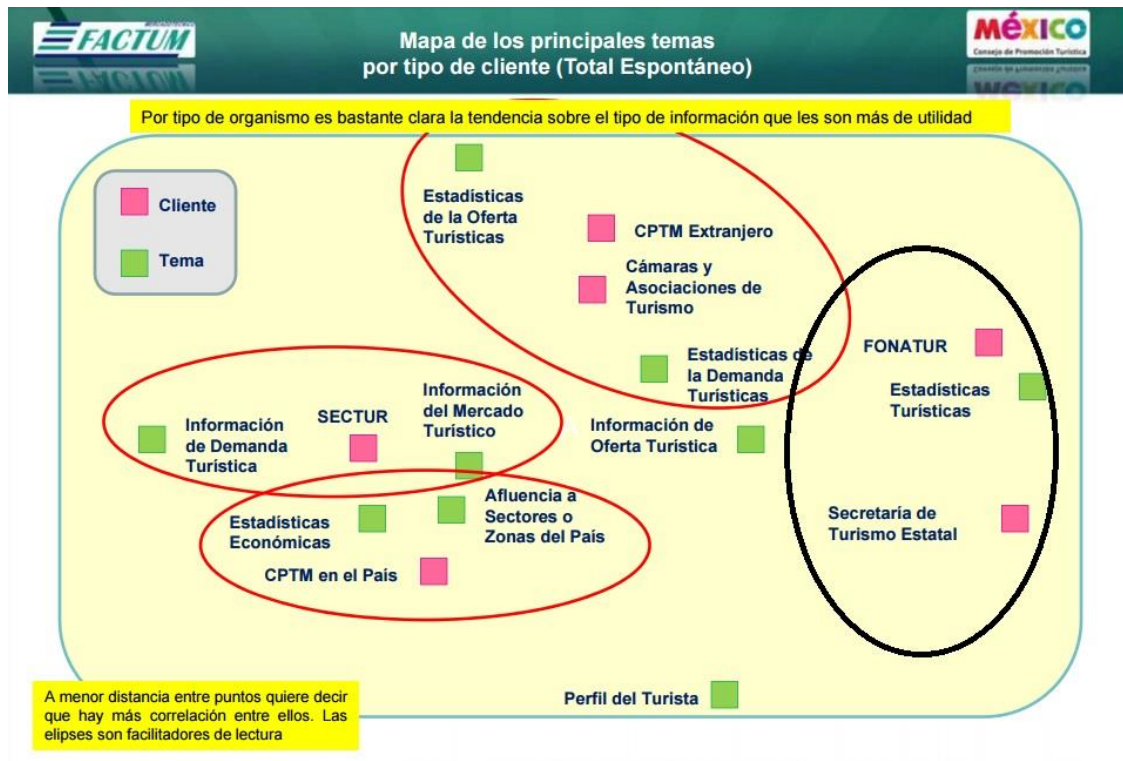 FACTUM
Mapa de los principales temas
por tipo de cliente (Total Espontáneo)
MéXICO
Consejo de Promoción Turística
Por tipo de organismo es bastante clara la tendencia sobre el tipo de información que les son más de utilidad
Cliente
Tema
Estadísticas
de la Oferta
Turísticas
CPTM Extranjero
Cámaras y
Asociaciones de
Turismo
Estadísticas de
la Demanda
Turísticas
FONATUR
Estadísticas
Turísticas
Información
de Demanda
Turística
SECTUR
Información
del Mercado
Turístico
Información de
Oferta Turística
Estadísticas
Económicas
Afluencia a
Sectores o
Zonas del País
CPTM en el País
Secretaría de
Turismo Estatal
Perfil del Turista
A menor distancia entre puntos quiere decir
que hay más correlación entre ellos. Las
elipses son facilitadores de lectura